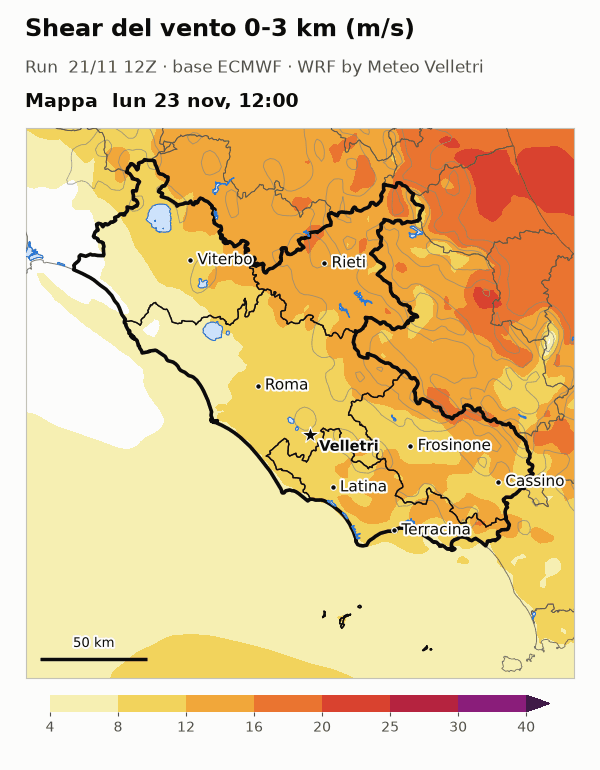 Shear del vento 0-3 km (m/s)
Run  21/11 12Z · base ECMWF · WRF by Meteo Velletri
Mappa  lun 23 nov, 12:00
Viterbo
Rieti
Roma
Velletri
Frosinone
Cassino
Latina
Terracina
50 km
4 8 12 16 20 25 30 40